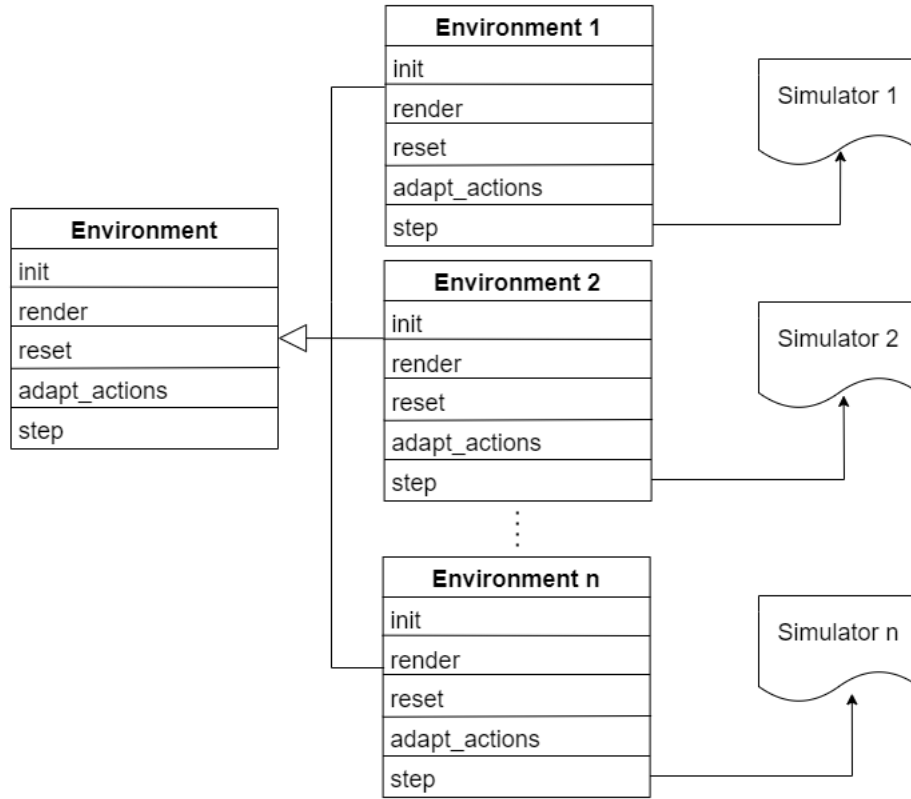 Environment 1
init
render
reset
adapt_actions
step
Simulator 1
Environment
init
render
reset
adapt_actions
step
Environment 2
init
render
reset
adapt_actions
step
Simulator 2
Environment n
init
render
reset
adapt_actions
step
Simulator n